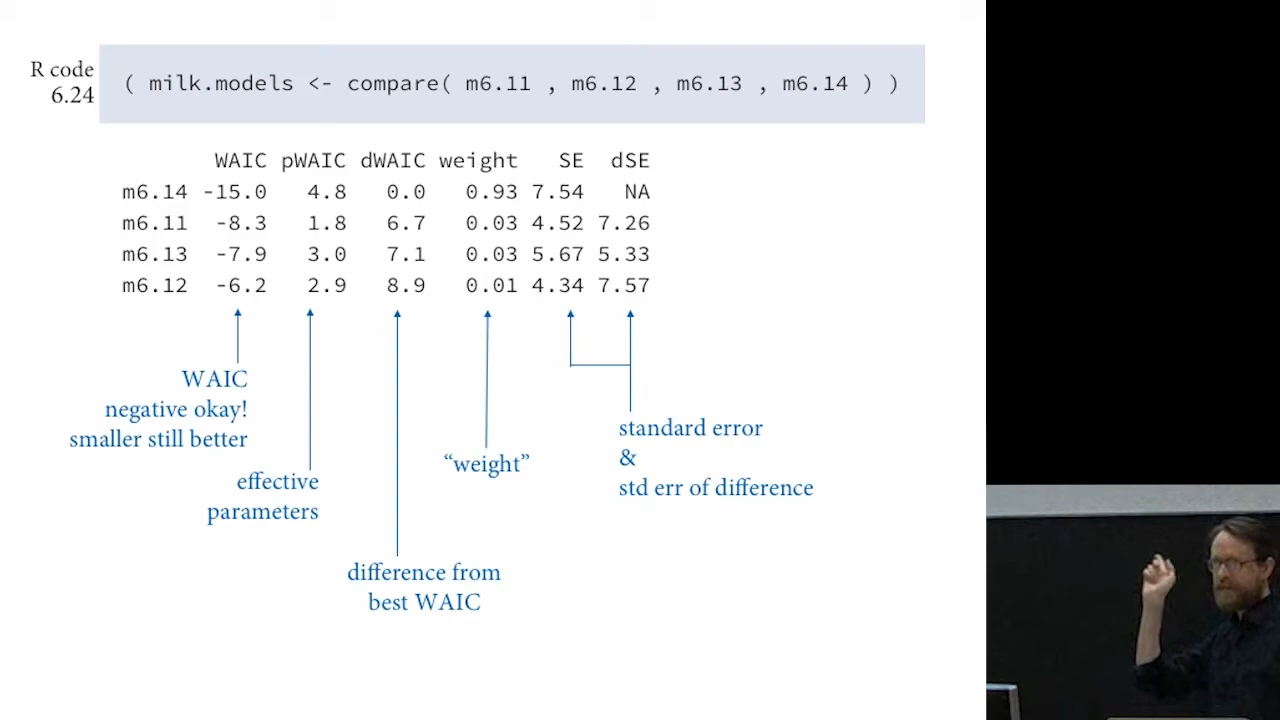 R code
6.24
( milk.models <- compare( m6.11 , m6.12 , m6.13 , m6.14 ) )
WAIC pWAIC dWAIC weight SE dSE
m6.14 -15.0 4.8 0.0 0.93 7.54 NA
m6.11 -8.3 1.8 6.7 0.03 4.52 7.26
m6.13 -7.9 3.0 7.1 0.03 5.67 5.33
m6.12 -6.2 2.9 8.9 0.01 4.34 7.57
WAIC
negative okay!
smaller still better
effective
parameters
difference from
best WAIC
“weight”
standard error
&
std err of difference